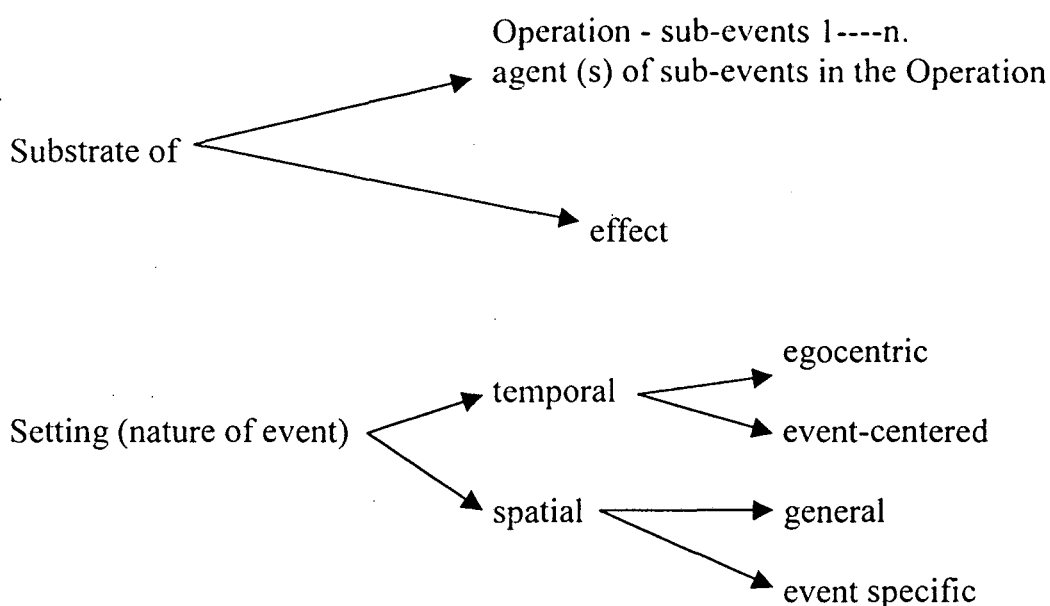 Operation - sub-events 1----n.
agent (s) of sub-events in the Operation
Substrate of
effect
egocentric
temporal
Setting (nature of event)
event-centered
spatial
general
event specific